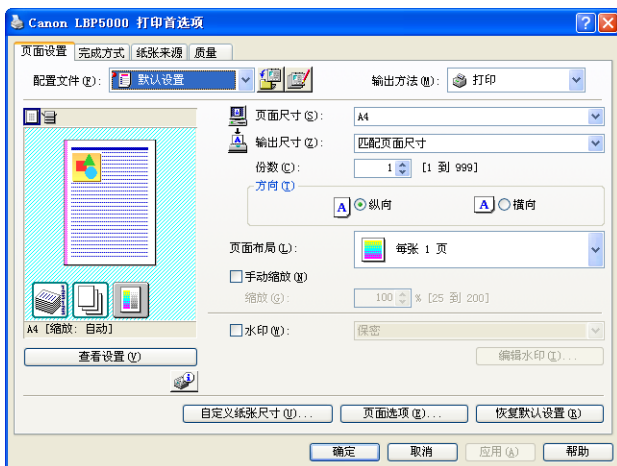 Canon LBP5000 打印首选项
页面设置 完成方式 纸张来源 质量
配置文件(F): 默认设置 输出方法(M): 打印
页面尺寸(S): A4
输出尺寸(Z): 匹配页面尺寸
份数(C): 1 [1 到 999]
方向(T)
A 纵向 A 横向
页面布局(L): 每张 1 页
手动缩放(N)
缩放(G): 100 % [25 到 200]
A4 [缩放: 自动]
水印(W): 保密
查看设置(V) 编辑水印(I)...
自定义纸张尺寸(U)... 页面选项(E)... 恢复默认设置(R)
确定 取消 应用(A) 帮助